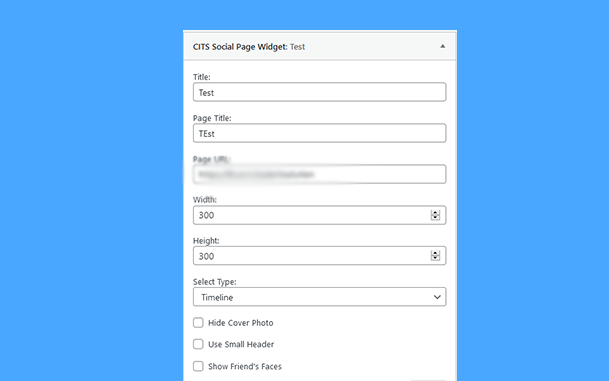 CITS Social Page Widget: Test
Title:
Test
Page Title:
TEst
Page URL:
Width:
300
Height:
300
Select Type:
Timeline
Hide Cover Photo
Use Small Header
Show Friend's Faces